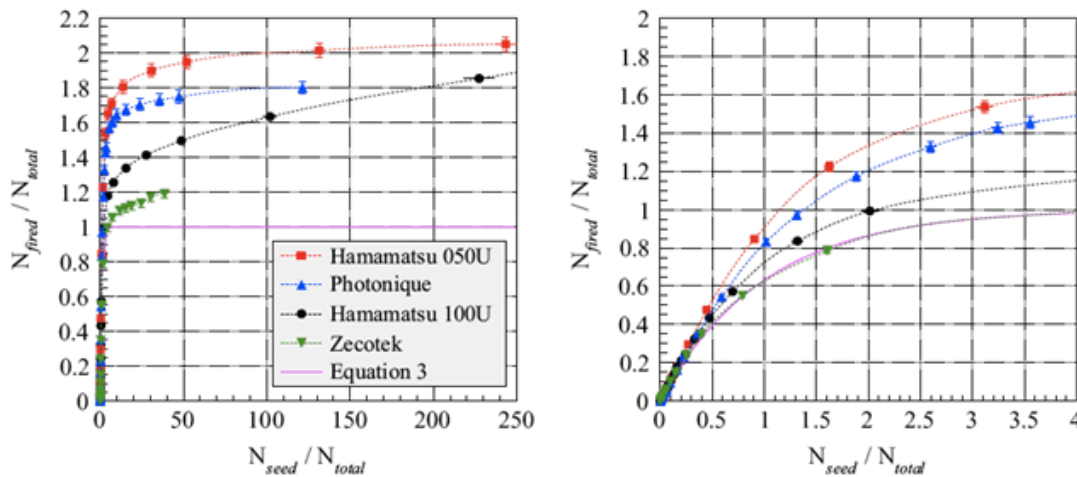 N_fired / N_total
2.2
2
1.8
1.6
1.4
1.2
1
0.8
0.6
0.4
0.2
0
0 50 100 150 200 250
N_seed / N_total
Hamamatsu 050U
Photonique
Hamamatsu 100U
Zecotek
Equation 3
N_fired / N_total
2
1.8
1.6
1.4
1.2
1
0.8
0.6
0.4
0.2
0
0 0.5 1 1.5 2 2.5 3 3.5 4
N_seed / N_total